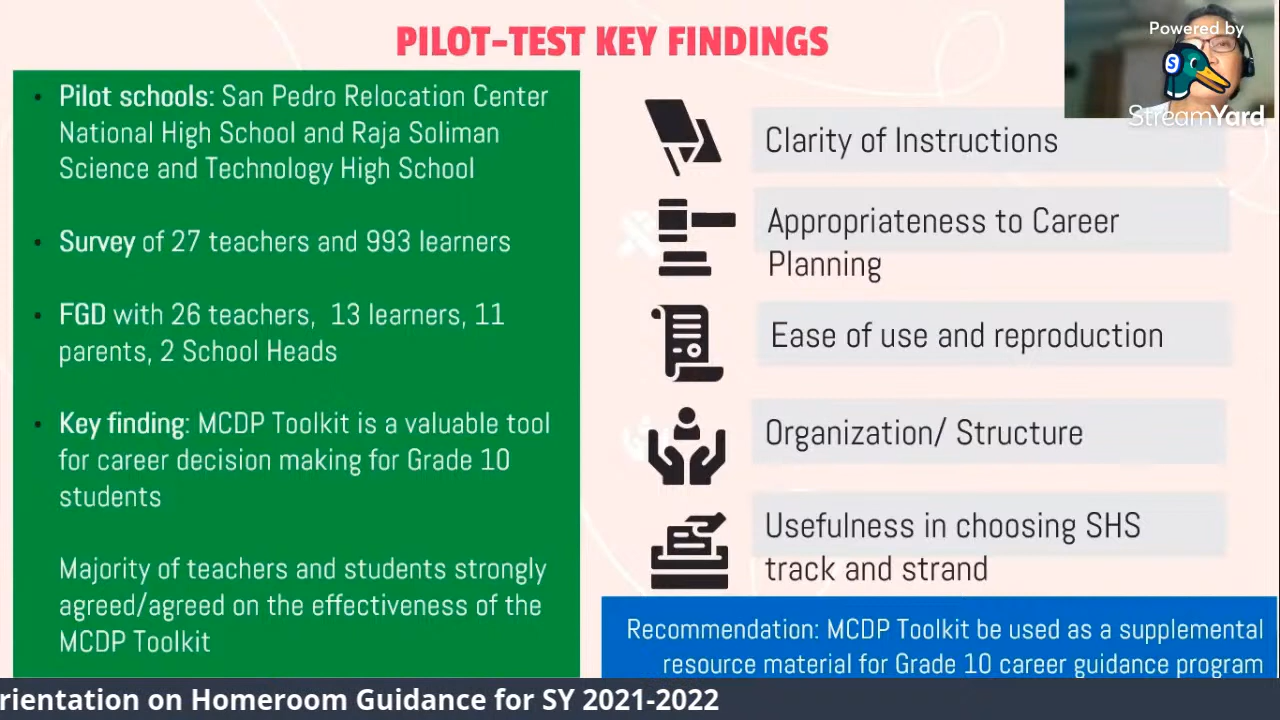 PILOT-TEST KEY FINDINGS
Powered by
StreamYard
• Pilot schools: San Pedro Relocation Center
National High School and Raja Soliman
Science and Technology High School
• Survey of 27 teachers and 993 learners
• FGD with 26 teachers, 13 learners, 11
parents, 2 School Heads
• Key finding: MCDP Toolkit is a valuable tool
for career decision making for Grade 10
students
Majority of teachers and students strongly
agreed/agreed on the effectiveness of the
MCDP Toolkit
Clarity of Instructions
Appropriateness to Career
Planning
Ease of use and reproduction
Organization/ Structure
Usefulness in choosing SHS
track and strand
Recommendation: MCDP Toolkit be used as a supplemental
resource material for Grade 10 career guidance program
rientation on Homeroom Guidance for SY 2021-2022